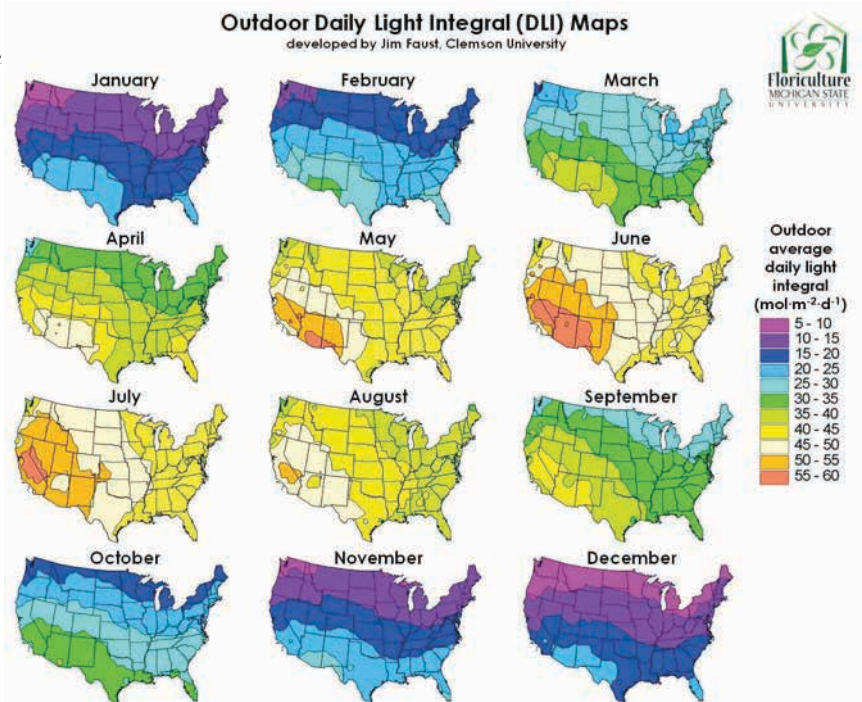 Outdoor Daily Light Integral (DLI) Maps
developed by Jim Faust, Clemson University
Floriculture
MICHIGAN STATE
UNIVERSITY
January
February
March
April
May
June
July
August
September
October
November
December
Outdoor
average
daily light
integral
(mol·m⁻²·d⁻¹)
5 - 10
10 - 15
15 - 20
20 - 25
25 - 30
30 - 35
35 - 40
40 - 45
45 - 50
50 - 55
55 - 60